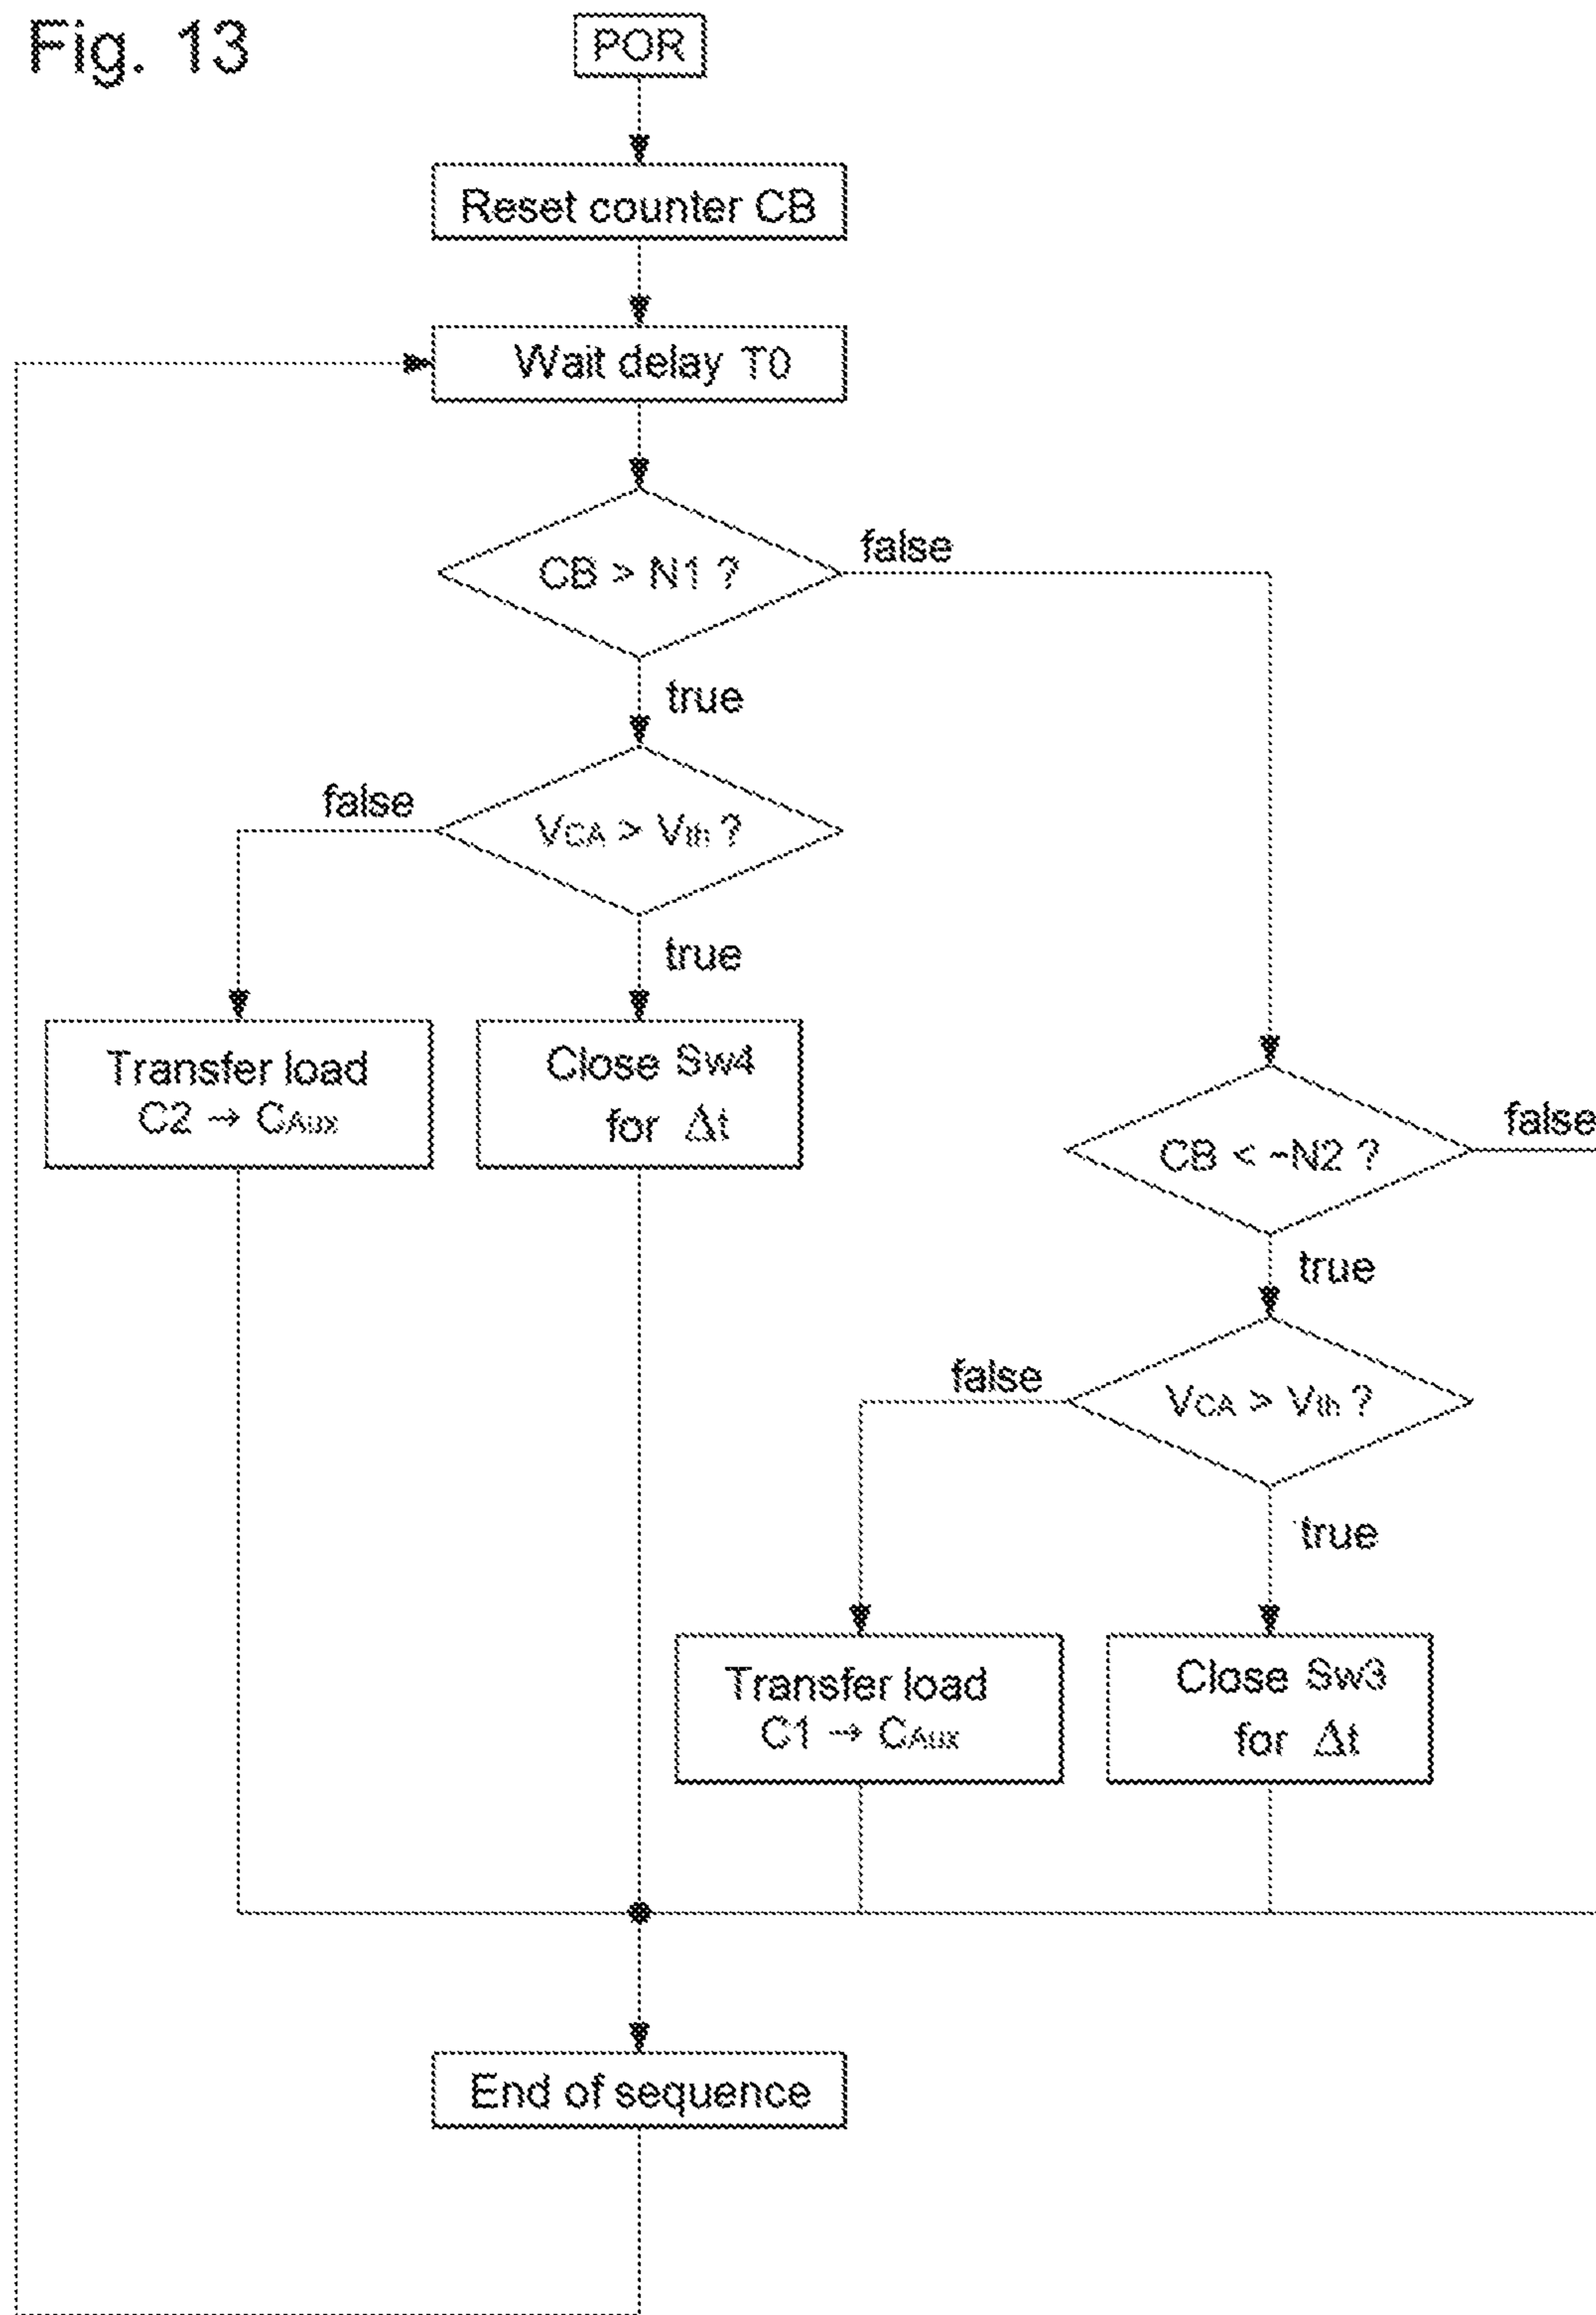 Fig. 13
POR
Reset counter CB
Wait delay T0
CB > N1 ?
false
true
false
VCA > Vth ?
true
Transfer load
C2 → CAux
Close Sw4
for Δt
CB < -N2 ?
false
true
false
VCA > Vth ?
true
Transfer load
C1 → CAux
Close Sw3
for Δt
End of sequence